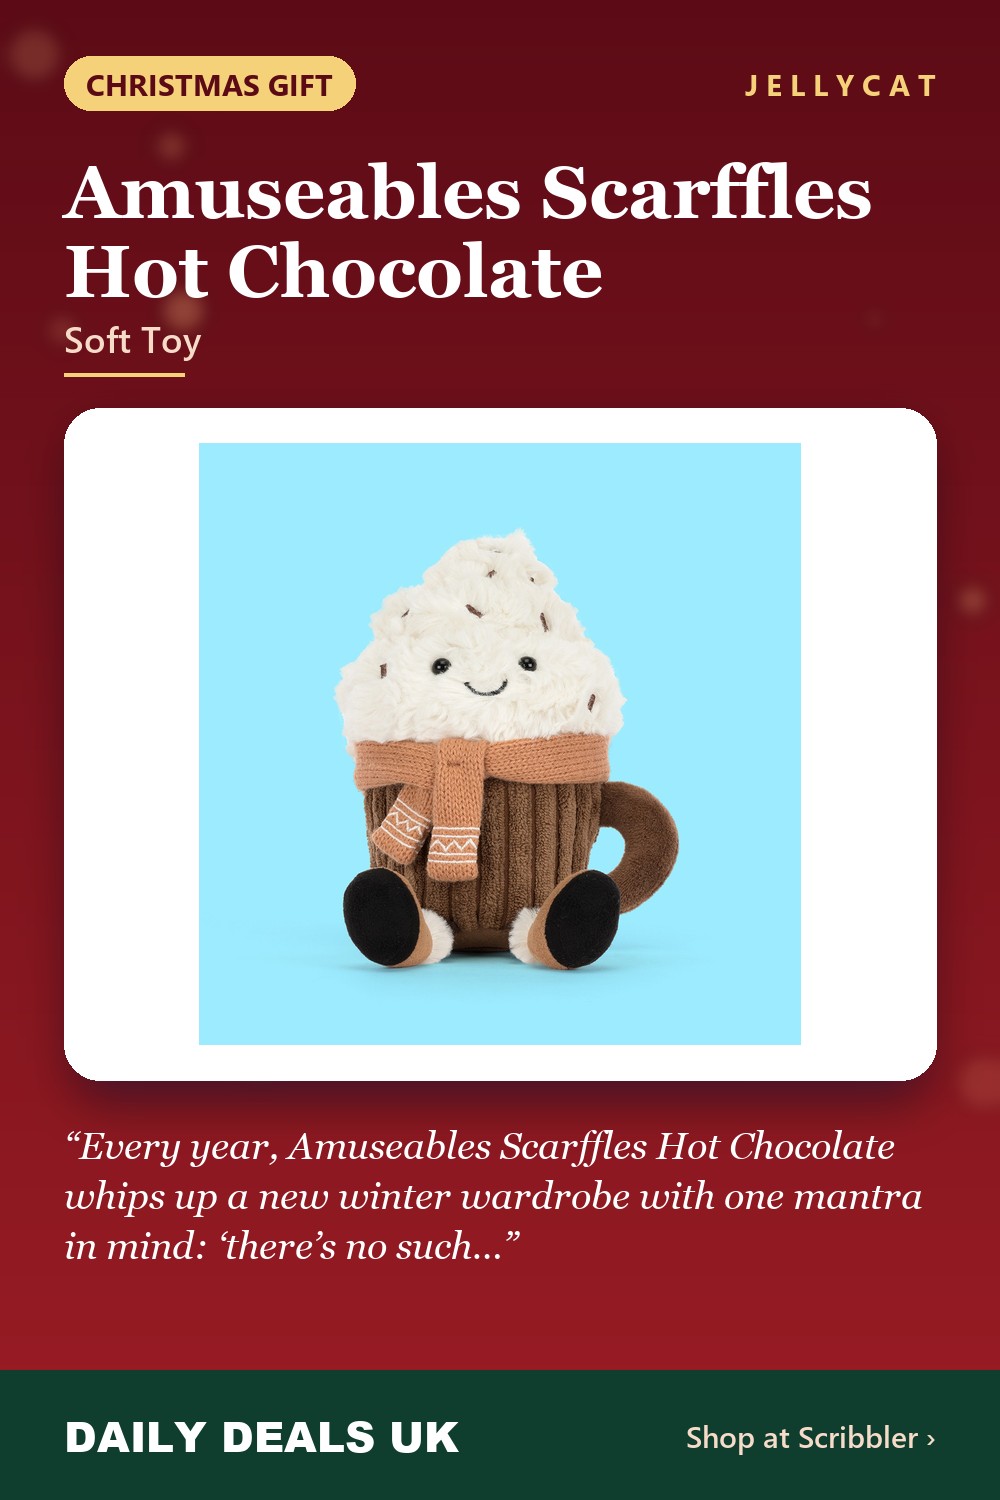 CHRISTMAS GIFT
JELLYCAT
Amuseables Scarffles
Hot Chocolate
Soft Toy
“Every year, Amuseables Scarffles Hot Chocolate
whips up a new winter wardrobe with one mantra
in mind: ‘there’s no such...”
DAILY DEALS UK
Shop at Scribbler ›